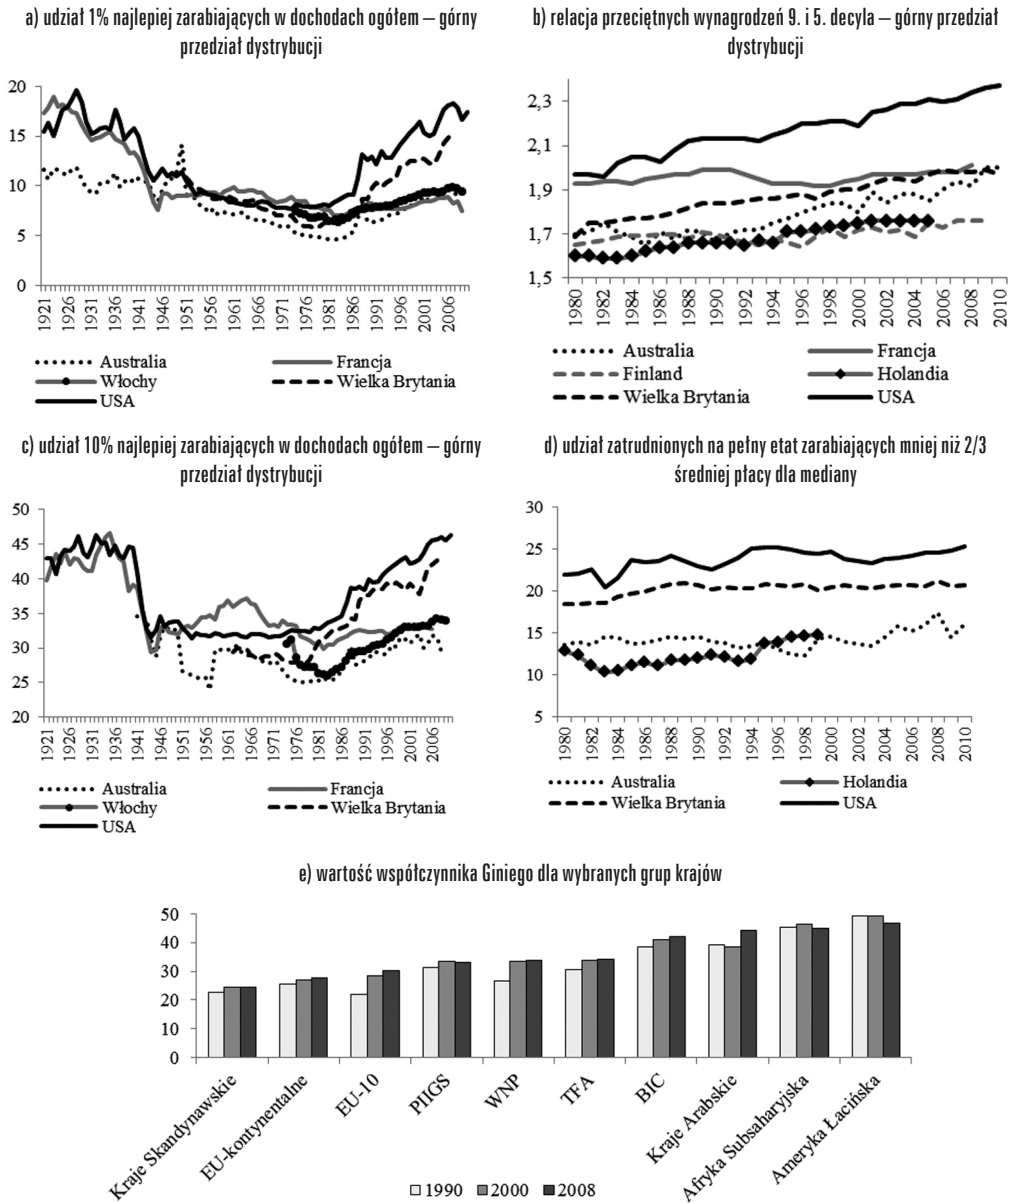 a) udział 1% najlepiej zarabiających w dochodach ogółem – górny
przedział dystrybucji
20
15
10
5
0
1921
1926
1931
1936
1941
1946
1951
1956
1961
1966
1971
1976
1981
1986
1991
1996
2001
2006
Australia
Francja
Włochy
Wielka Brytania
USA
b) relacja przeciętnych wynagrodzeń 9. i 5. decyla – górny przedział
dystrybucji
2,3
2,1
1,9
1,7
1,5
1980
1982
1984
1986
1988
1990
1992
1994
1996
1998
2000
2002
2004
2006
2008
2010
Australia
Francja
Finland
Holandia
Wielka Brytania
USA
c) udział 10% najlepiej zarabiających w dochodach ogółem – górny
przedział dystrybucji
50
45
40
35
30
25
20
1921
1926
1931
1936
1941
1946
1951
1956
1961
1966
1971
1976
1981
1986
1991
1996
2001
2006
Australia
Francja
Włochy
Wielka Brytania
USA
d) udział zatrudnionych na pełny etat zarabiających mniej niż 2/3
średniej płacy dla mediany
30
25
20
15
10
5
1980
1982
1984
1986
1988
1990
1992
1994
1996
1998
2000
2002
2004
2006
2008
2010
Australia
Holandia
Wielka Brytania
USA
e) wartość współczynnika Giniego dla wybranych grup krajów
50
40
30
20
10
0
Kraje Skandynawskie
EU-kontynentalne
EU-10
PIIGS
WNP
TFA
BIC
Kraje Arabskie
Afryka Subsaharyjska
Ameryka Łacińska
1990
2000
2008